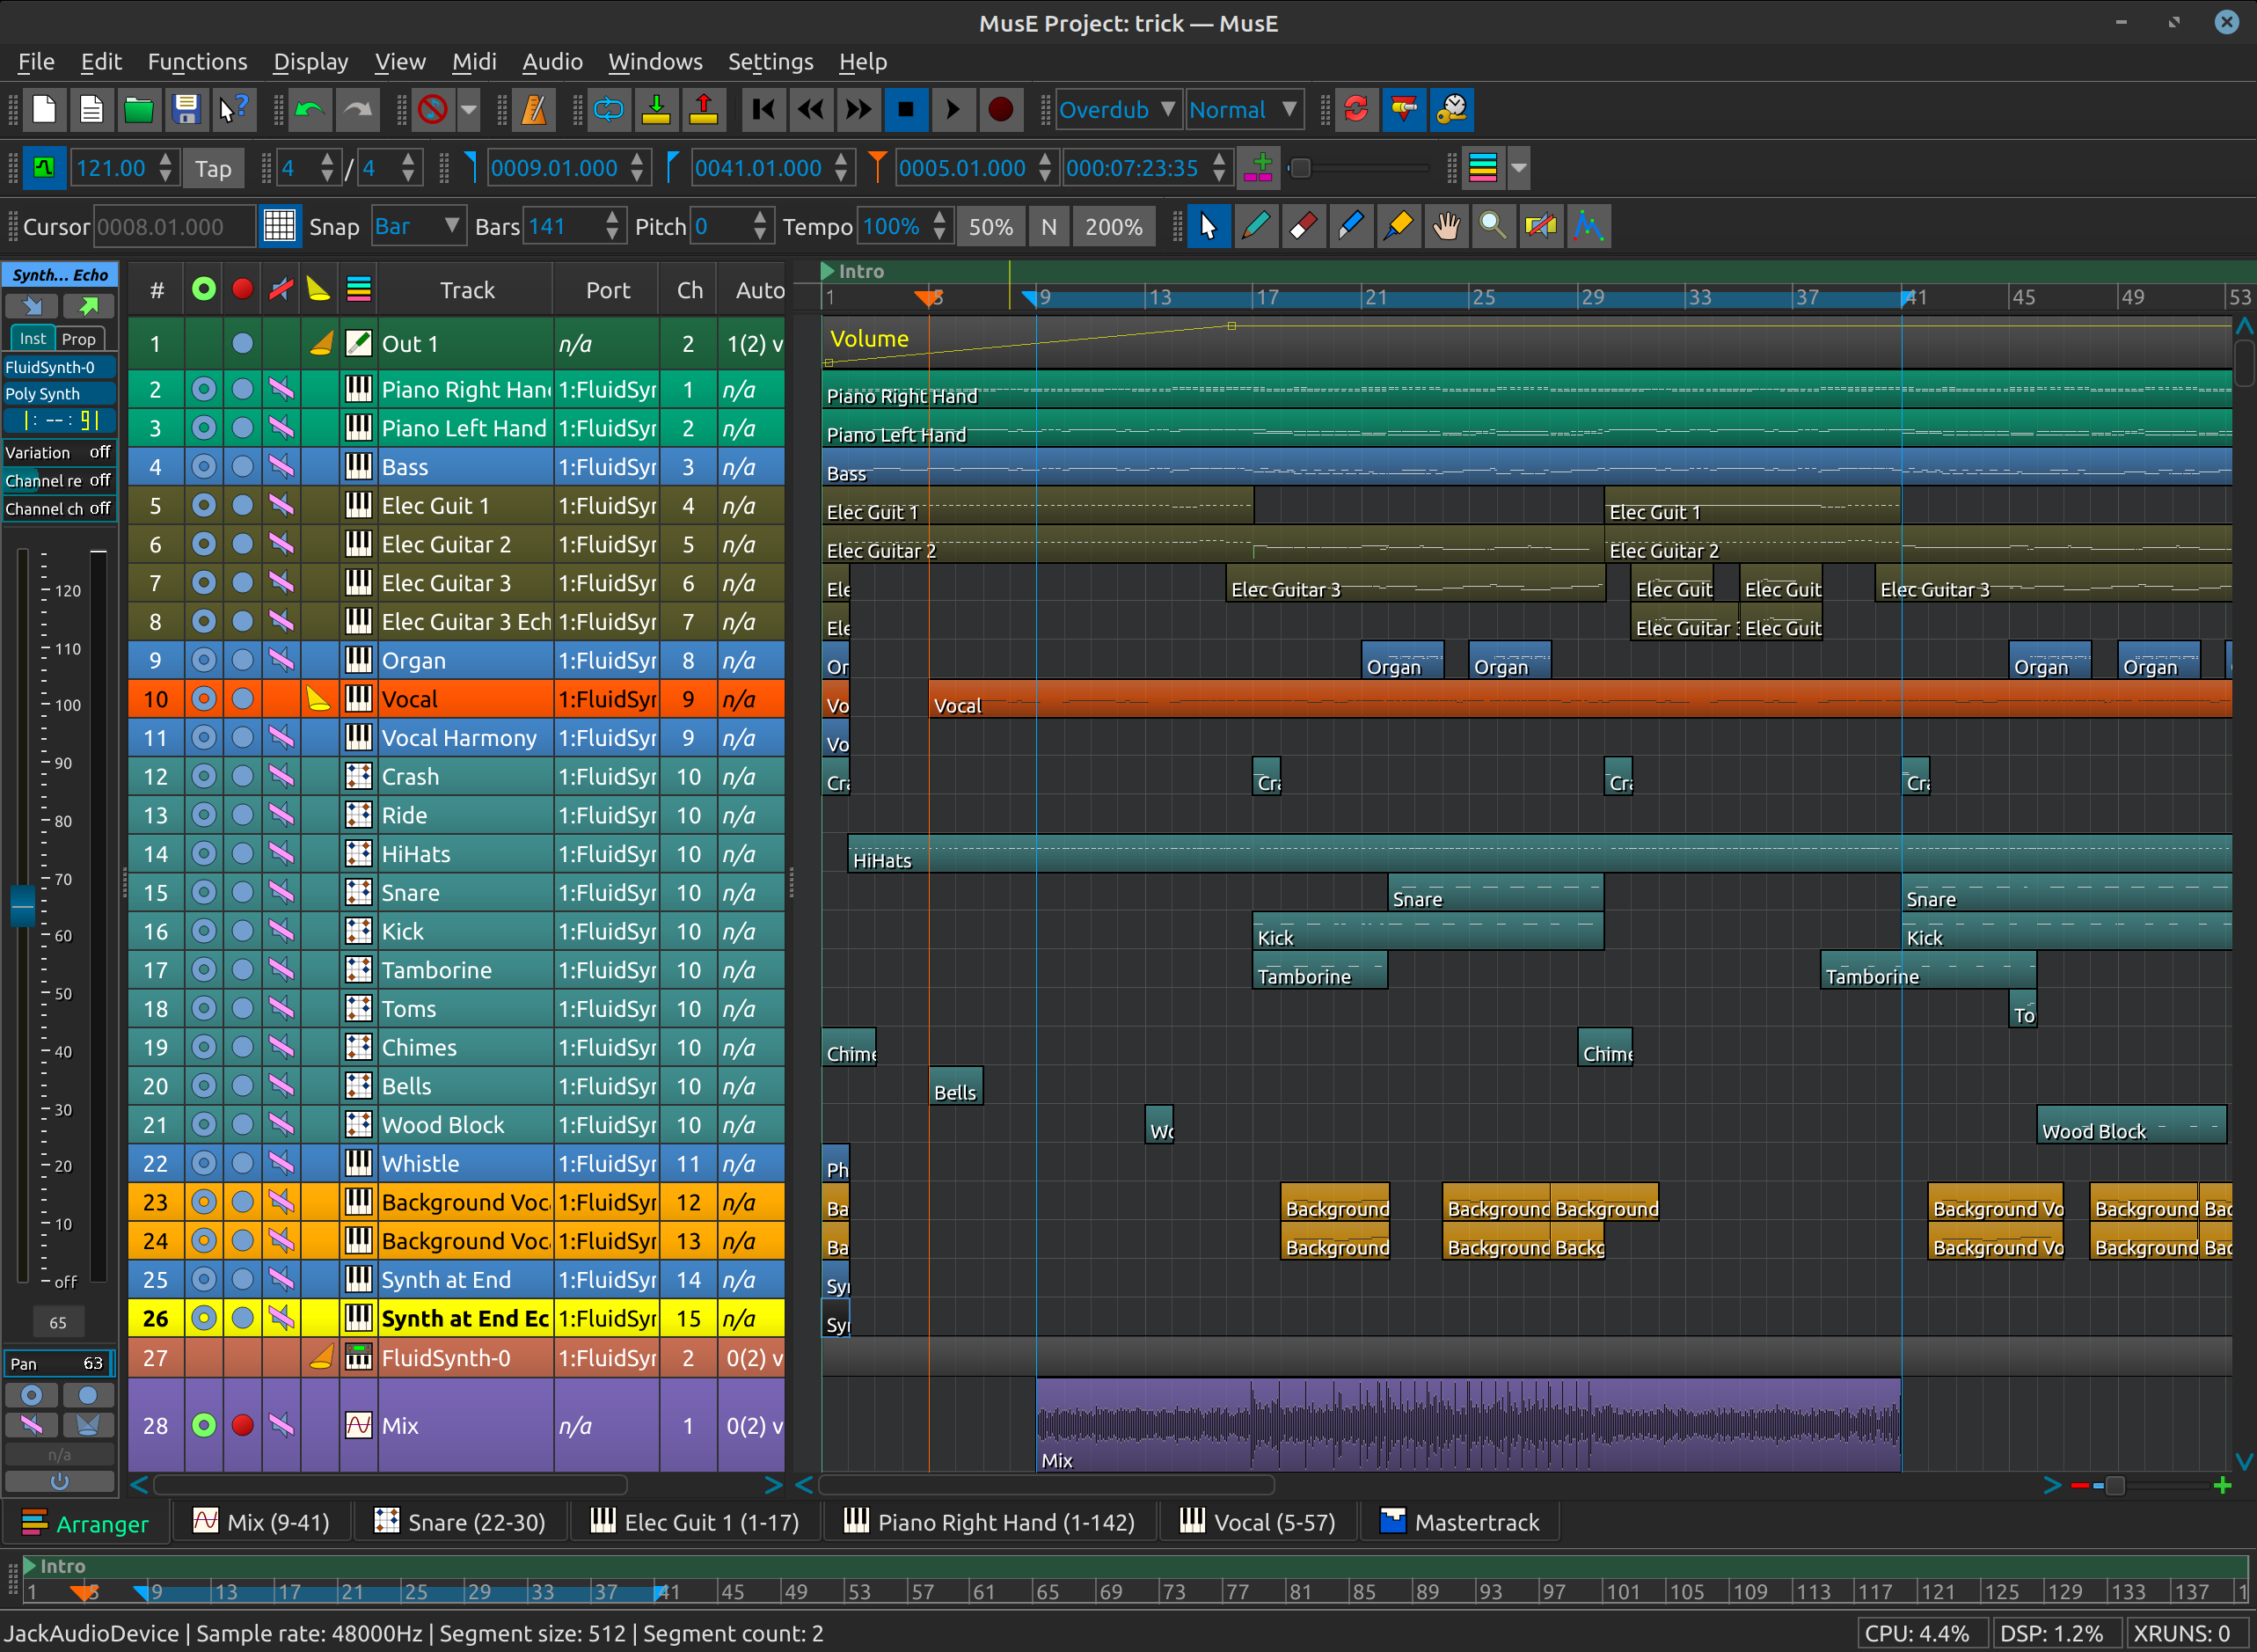 MusE Project: trick — MusE
File Edit Functions Display View Midi Audio Windows Settings Help
Overdub Normal
121.00 Tap 4 / 4 0009.01.000 0041.01.000 0005.01.000 000:07:23:35
Cursor 0008.01.000 Snap Bar Bars 141 Pitch 0 Tempo 100% 50% N 200%
Synth... Echo
Inst Prop
FluidSynth-0
Poly Synth
Variation off
Channel re off
Channel ch off
120
110
100
90
80
70
60
50
40
30
20
10
off
65
Pan 63
n/a
# Track Port Ch Auto
1 Out 1 n/a 2 1(2) v
2 Piano Right Han 1:FluidSyr 1 n/a
3 Piano Left Hand 1:FluidSyr 2 n/a
4 Bass 1:FluidSyr 3 n/a
5 Elec Guit 1 1:FluidSyr 4 n/a
6 Elec Guitar 2 1:FluidSyr 5 n/a
7 Elec Guitar 3 1:FluidSyr 6 n/a
8 Elec Guitar 3 Ech 1:FluidSyr 7 n/a
9 Organ 1:FluidSyr 8 n/a
10 Vocal 1:FluidSyr 9 n/a
11 Vocal Harmony 1:FluidSyr 9 n/a
12 Crash 1:FluidSyr 10 n/a
13 Ride 1:FluidSyr 10 n/a
14 HiHats 1:FluidSyr 10 n/a
15 Snare 1:FluidSyr 10 n/a
16 Kick 1:FluidSyr 10 n/a
17 Tamborine 1:FluidSyr 10 n/a
18 Toms 1:FluidSyr 10 n/a
19 Chimes 1:FluidSyr 10 n/a
20 Bells 1:FluidSyr 10 n/a
21 Wood Block 1:FluidSyr 10 n/a
22 Whistle 1:FluidSyr 11 n/a
23 Background Voc 1:FluidSyr 12 n/a
24 Background Voc 1:FluidSyr 13 n/a
25 Synth at End 1:FluidSyr 14 n/a
26 Synth at End Ec 1:FluidSyr 15 n/a
27 FluidSynth-0 1:FluidSyr 2 0(2) v
28 Mix n/a 1 0(2) v
Intro
1 5 9 13 17 21 25 29 33 37 41 45 49 53
Volume
Piano Right Hand
Piano Left Hand
Bass
Elec Guit 1 Elec Guit 1
Elec Guitar 2 Elec Guitar 2
Ele Elec Guitar 3 Elec Guit Elec Guit Elec Guitar 3
Ele Elec Guitar Elec Guit
Or Organ Organ Organ Organ
Vo Vocal
Vo
Cra Cra Cra Cra
HiHats
Snare Snare
Kick Kick
Tamborine Tamborine
To
Chime Chime
Bells
Wo Wood Block
Ph
Ba Background Background Background Background Vo Background Bac
Ba Background Background Backg Background Vo Background Bac
Syr
Syr
Mix
Arranger Mix (9-41) Snare (22-30) Elec Guit 1 (1-17) Piano Right Hand (1-142) Vocal (5-57) Mastertrack
Intro
1 5 9 13 17 21 25 29 33 37 41 45 49 53 57 61 65 69 73 77 81 85 89 93 97 101 105 109 113 117 121 125 129 133 137 1
JackAudioDevice | Sample rate: 48000Hz | Segment size: 512 | Segment count: 2 CPU: 4.4% DSP: 1.2% XRUNS: 0